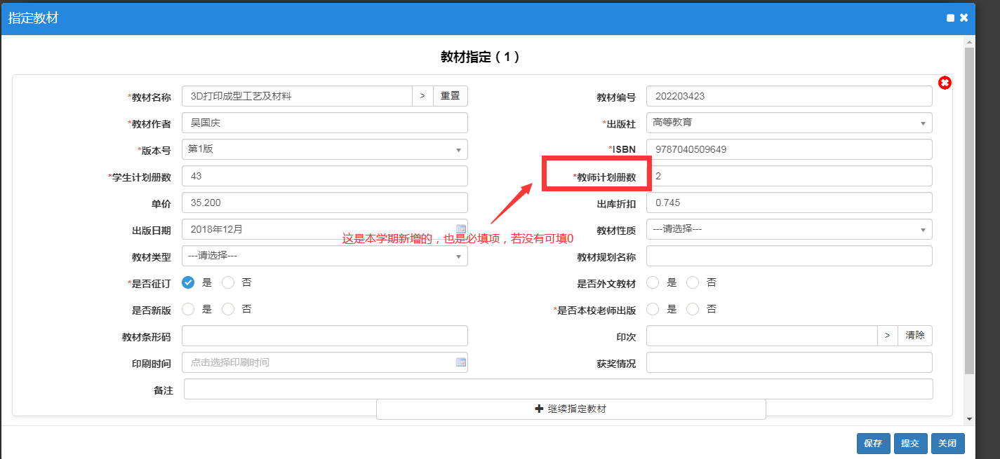 指定教材
教材指定（1）
*教材名称 3D打印成型工艺及材料 > 重置 教材编号 202203423
*教材作者 吴国庆 *出版社 高等教育
*版本号 第1版 *ISBN 9787040509649
*学生计划册数 43 *教师计划册数 2
单价 35.200 出库折扣 0.745
出版日期 2018年12月 教材性质 ---请选择---
这是本学期新增的，也是必填项，若没有可填0
教材类型 ---请选择--- 教材规划名称
*是否征订 是 否 是否外文教材 是 否
是否新版 是 否 *是否本校老师出版 是 否
教材条形码 印次 > 清除
印刷时间 点击选择印刷时间 获奖情况
备注
继续指定教材
保存 提交 关闭